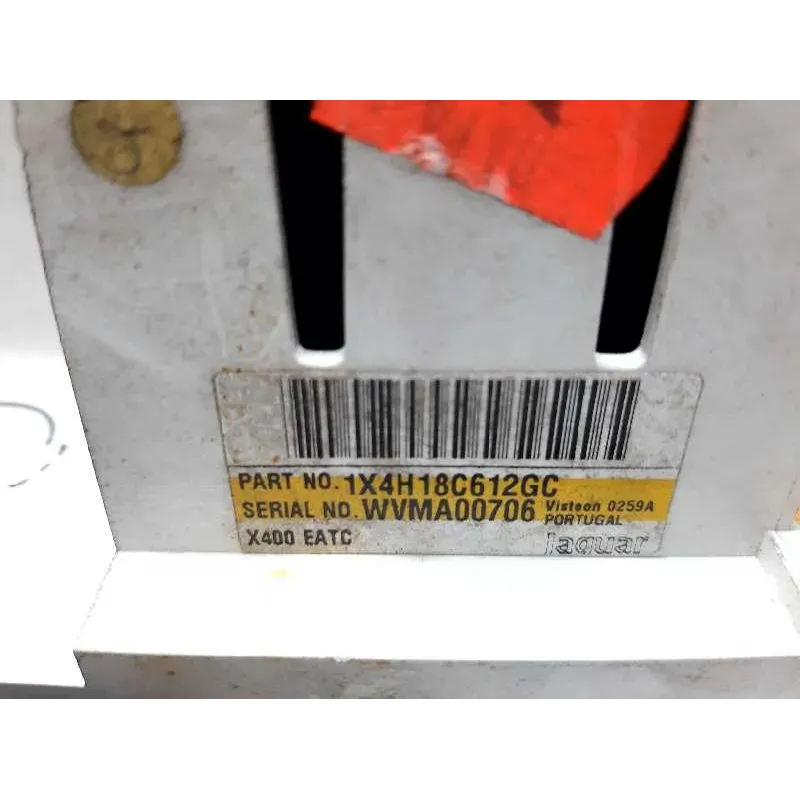 PART NO. 1X4H18C612GC
SERIAL NO. WVMA00706 Visteon 0259A
PORTUGAL
X400 EATC Jaguar